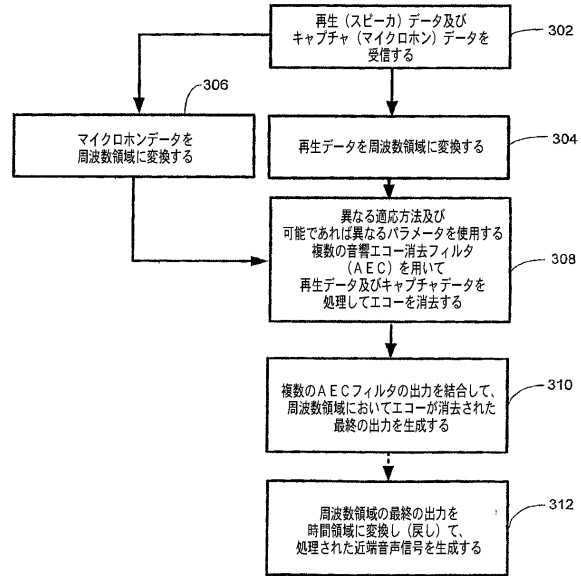 再生（スピーカ）データ及び
キャプチャ（マイクロホン）データを
受信する
302
306
マイクロホンデータを
周波数領域に変換する
再生データを周波数領域に変換する
304
異なる適応方法及び
可能であれば異なるパラメータを使用する
複数の音響エコー消去フィルタ
（ＡＥＣ）を用いて
再生データ及びキャプチャデータを
処理してエコーを消去する
308
複数のＡＥＣフィルタの出力を結合して、
周波数領域においてエコーが消去された
最終の出力を生成する
310
周波数領域の最終の出力を
時間領域に変換し（戻し）て、
処理された近端音声信号を生成する
312